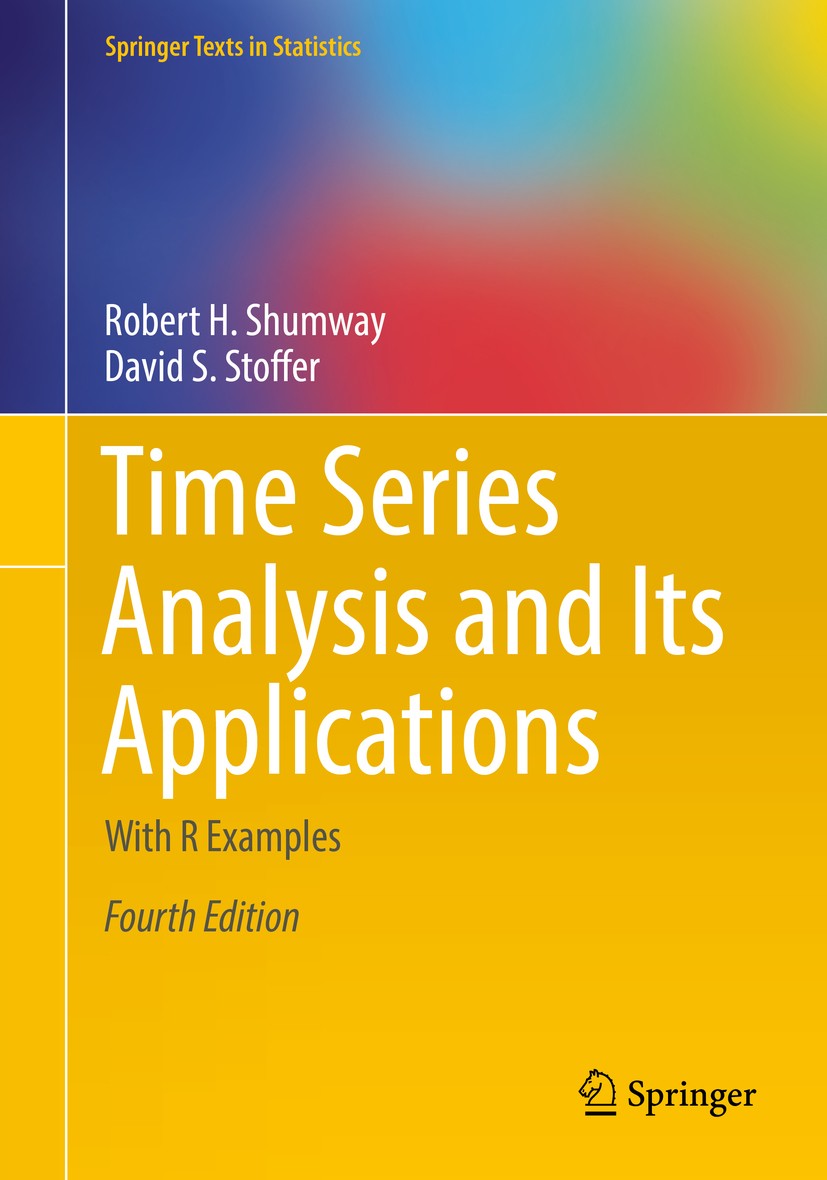 Springer Texts in Statistics
Robert H. Shumway
David S. Stoffer
Time Series
Analysis and Its
Applications
With R Examples
Fourth Edition
Springer